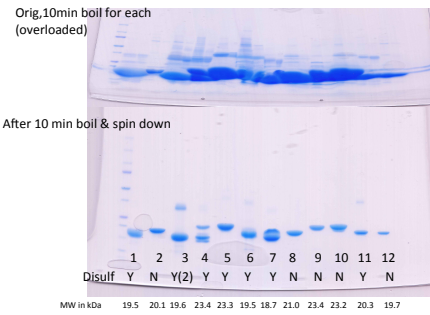 Orig,10min boil for each
(overloaded)
After 10 min boil & spin down
1 2 3 4 5 6 7 8 9 10 11 12
Disulf Y N Y(2) Y Y Y Y N N N Y N
MW in kDa 19.5 20.1 19.6 23.4 23.3 19.5 18.7 21.0 23.4 23.2 20.3 19.7